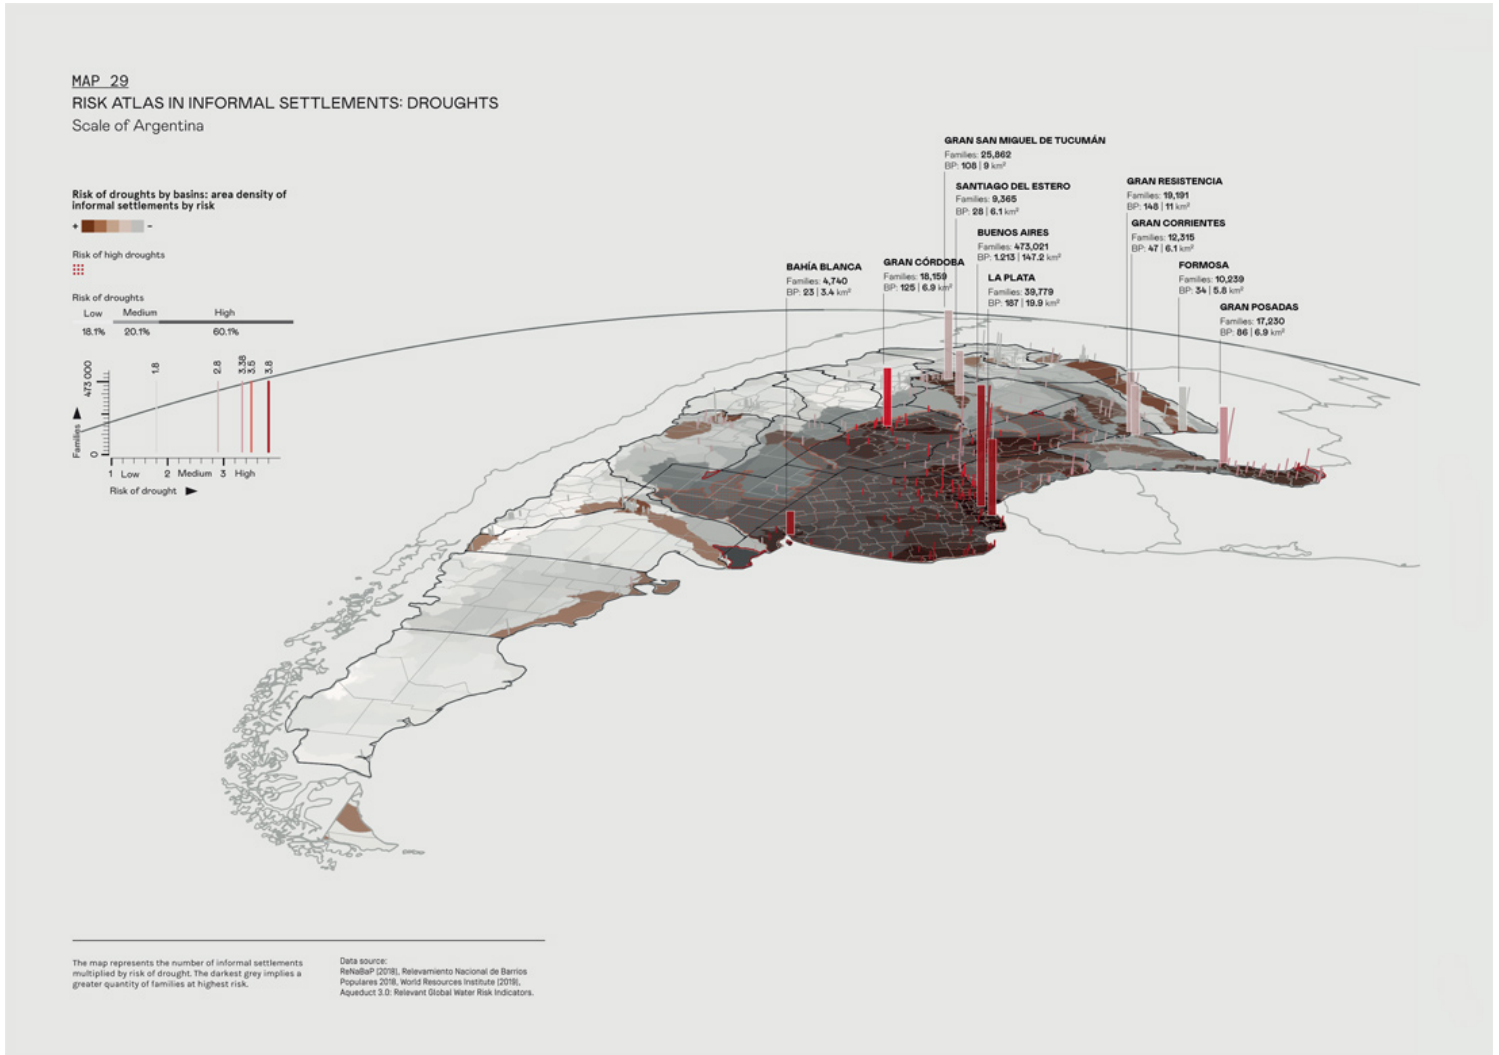 MAP 29
RISK ATLAS IN INFORMAL SETTLEMENTS: DROUGHTS
Scale of Argentina
Risk of droughts by basins: area density of
informal settlements by risk
+ -
Risk of high droughts
Risk of droughts
Low Medium High
18.1% 20.1% 60.1%
473 000
1.8
2.8
3.38
3.5
3.8
Families
0
1 Low 2 Medium 3 High
Risk of drought
BAHÍA BLANCA
Families: 4,740
BP: 23 | 3.4 km²
GRAN CÓRDOBA
Families: 18,159
BP: 125 | 6.9 km²
GRAN SAN MIGUEL DE TUCUMÁN
Families: 25,862
BP: 108 | 9 km²
SANTIAGO DEL ESTERO
Families: 9,365
BP: 28 | 6.1 km²
BUENOS AIRES
Families: 473,021
BP: 1.213 | 147.2 km²
LA PLATA
Families: 39,779
BP: 187 | 19.9 km²
GRAN RESISTENCIA
Families: 19,191
BP: 148 | 11 km²
GRAN CORRIENTES
Families: 12,315
BP: 47 | 6.1 km²
FORMOSA
Families: 10,239
BP: 34 | 5.8 km²
GRAN POSADAS
Families: 17,230
BP: 86 | 6.9 km²
The map represents the number of informal settlements
multiplied by risk of drought. The darkest grey implies a
greater quantity of families at highest risk.
Data source:
ReNaBaP (2018), Relevamiento Nacional de Barrios
Populares 2018, World Resources Institute (2019),
Aqueduct 3.0: Relevant Global Water Risk Indicators.